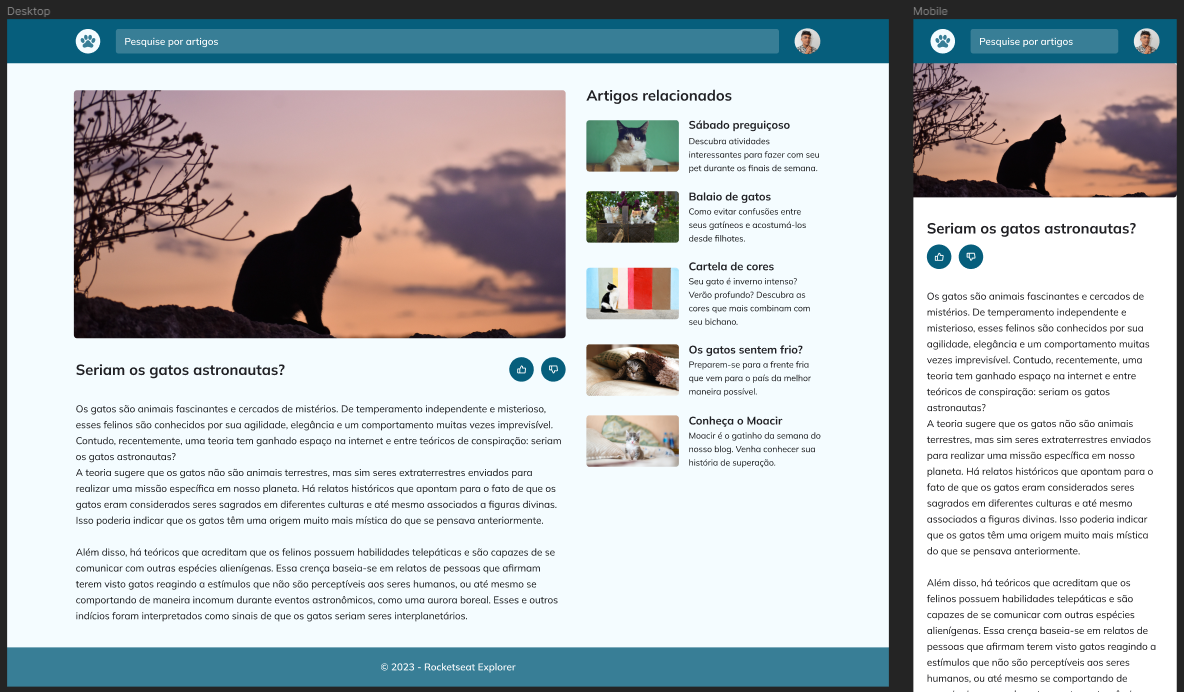 Desktop
Pesquise por artigos
Seriam os gatos astronautas?
Os gatos são animais fascinantes e cercados de mistérios. De temperamento independente e misterioso,
esses felinos são conhecidos por sua agilidade, elegância e um comportamento muitas vezes imprevisível.
Contudo, recentemente, uma teoria tem ganhado espaço na internet e entre teóricos de conspiração: seriam
os gatos astronautas?
A teoria sugere que os gatos não são animais terrestres, mas sim seres extraterrestres enviados para
realizar uma missão específica em nosso planeta. Há relatos históricos que apontam para o fato de que os
gatos eram considerados seres sagrados em diferentes culturas e até mesmo associados a figuras divinas.
Isso poderia indicar que os gatos têm uma origem muito mais mística do que se pensava anteriormente.
Além disso, há teóricos que acreditam que os felinos possuem habilidades telepáticas e são capazes de se
comunicar com outras espécies alienígenas. Essa crença baseia-se em relatos de pessoas que afirmam
terem visto gatos reagindo a estímulos que não são perceptíveis aos seres humanos, ou até mesmo se
comportando de maneira incomum durante eventos astronômicos, como uma aurora boreal. Esses e outros
indícios foram interpretados como sinais de que os gatos seriam seres interplanetários.
Artigos relacionados
Sábado preguiçoso
Descubra atividades
interessantes para fazer com seu
pet durante os finais de semana.
Balaio de gatos
Como evitar confusões entre
seus gatíneos e acostumá-los
desde filhotes.
Cartela de cores
Seu gato é inverno intenso?
Verão profundo? Descubra as
cores que mais combinam com
seu bichano.
Os gatos sentem frio?
Preparem-se para a frente fria
que vem para o país da melhor
maneira possível.
Conheça o Moacir
Moacir é o gatinho da semana do
nosso blog. Venha conhecer sua
história de superação.
© 2023 - Rocketseat Explorer
Mobile
Pesquise por artigos
Seriam os gatos astronautas?
Os gatos são animais fascinantes e cercados de
mistérios. De temperamento independente e
misterioso, esses felinos são conhecidos por sua
agilidade, elegância e um comportamento muitas
vezes imprevisível. Contudo, recentemente, uma
teoria tem ganhado espaço na internet e entre
teóricos de conspiração: seriam os gatos
astronautas?
A teoria sugere que os gatos não são animais
terrestres, mas sim seres extraterrestres enviados
para realizar uma missão específica em nosso
planeta. Há relatos históricos que apontam para o
fato de que os gatos eram considerados seres
sagrados em diferentes culturas e até mesmo
associados a figuras divinas. Isso poderia indicar
que os gatos têm uma origem muito mais mística
do que se pensava anteriormente.
Além disso, há teóricos que acreditam que os
felinos possuem habilidades telepáticas e são
capazes de se comunicar com outras espécies
alienígenas. Essa crença baseia-se em relatos de
pessoas que afirmam terem visto gatos reagindo a
estímulos que não são perceptíveis aos seres
humanos, ou até mesmo se comportando de